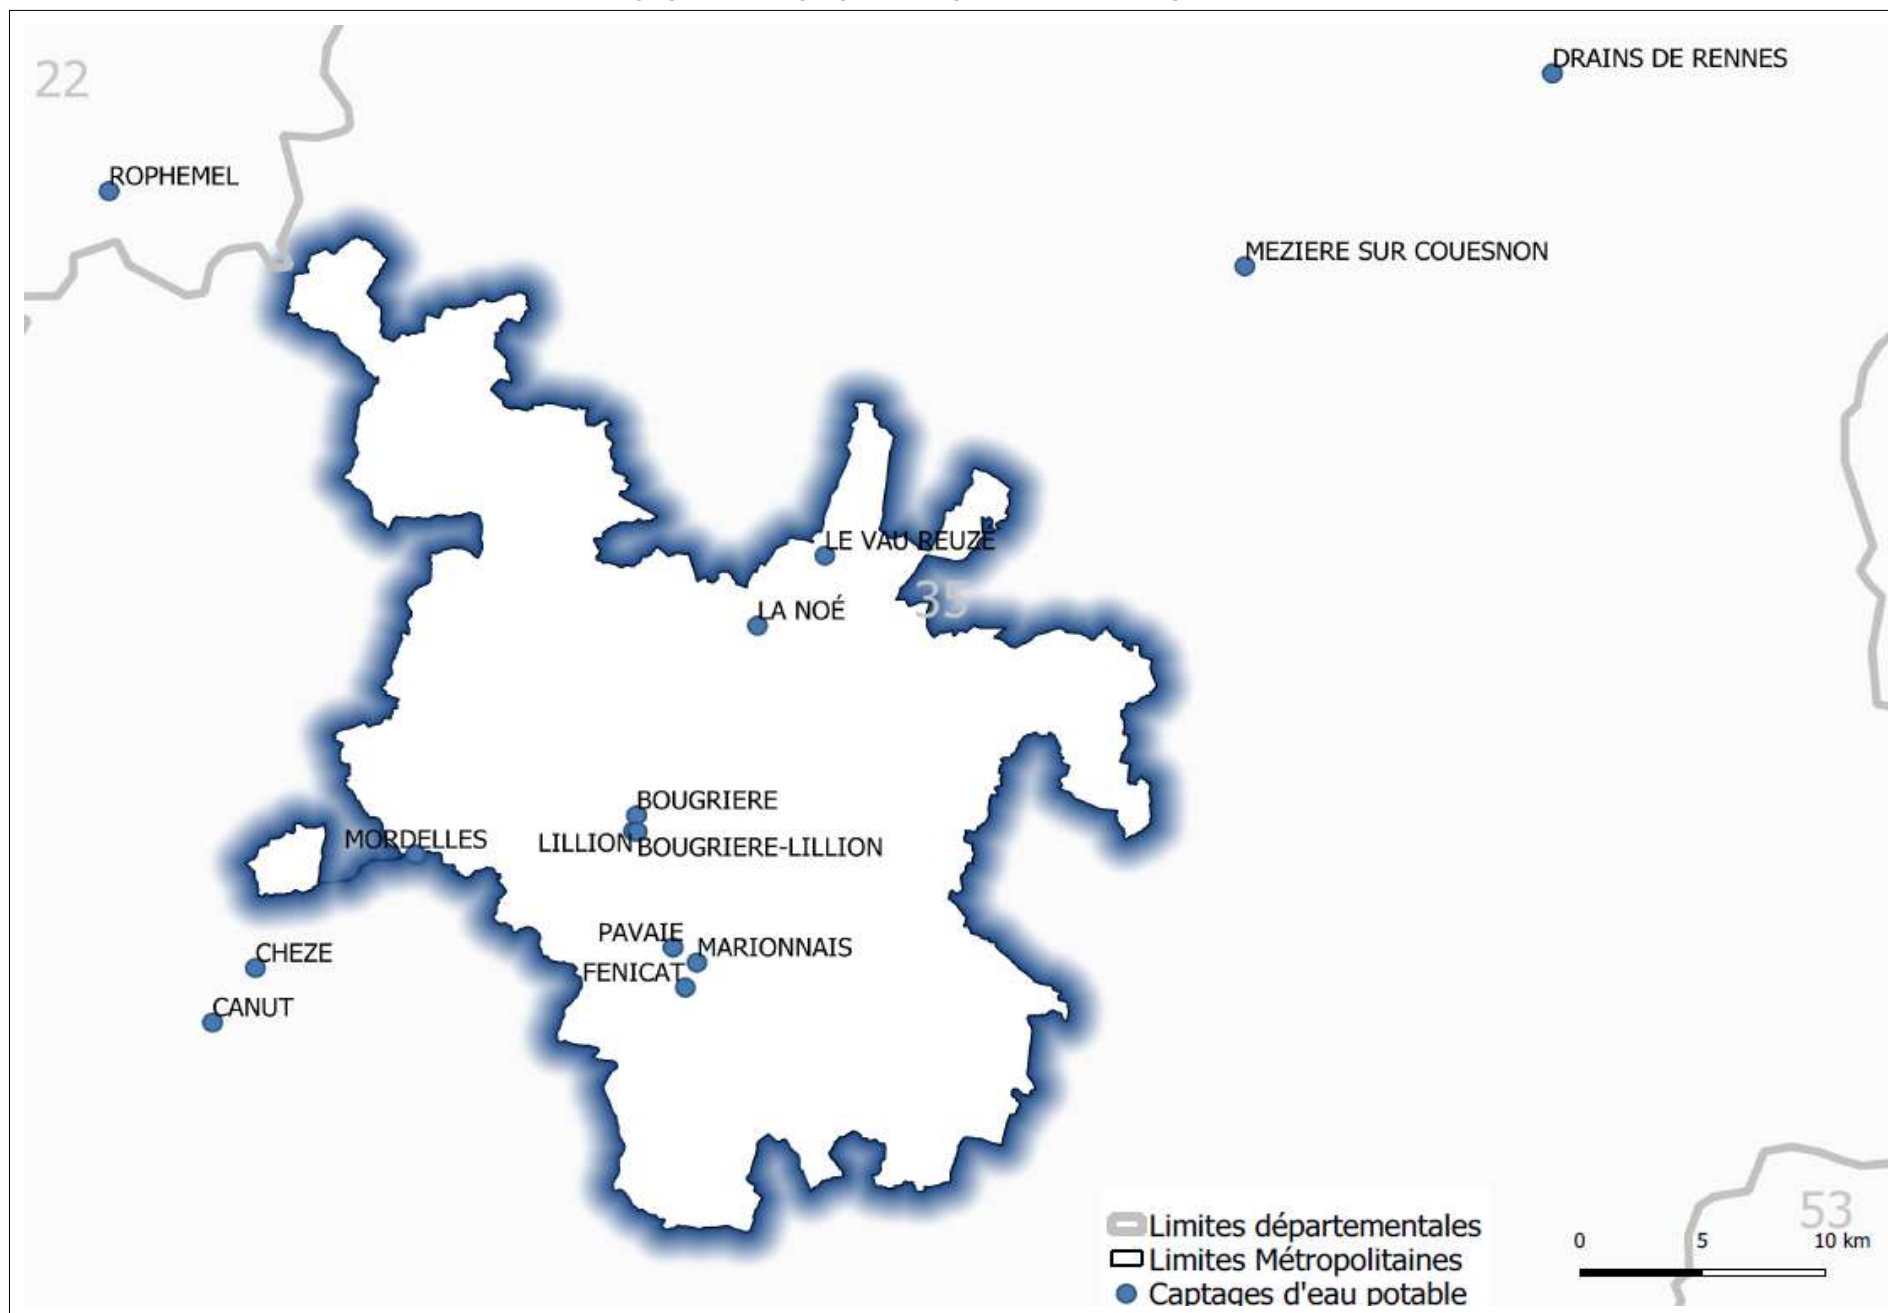 DRAINS DE RENNES
22
ROPHEMEL
MEZIERE SUR COUESNON
LE VAU REUZÉ
35
LA NOÉ
BOUGRIERE
MORDELLES
LILLION
BOUGRIERE-LILLION
PAVAIE
MARIONNAIS
CHEZE
FENICAT
CANUT
53
Limites départementales
0 5 10 km
Limites Métropolitaines
Captages d'eau potable